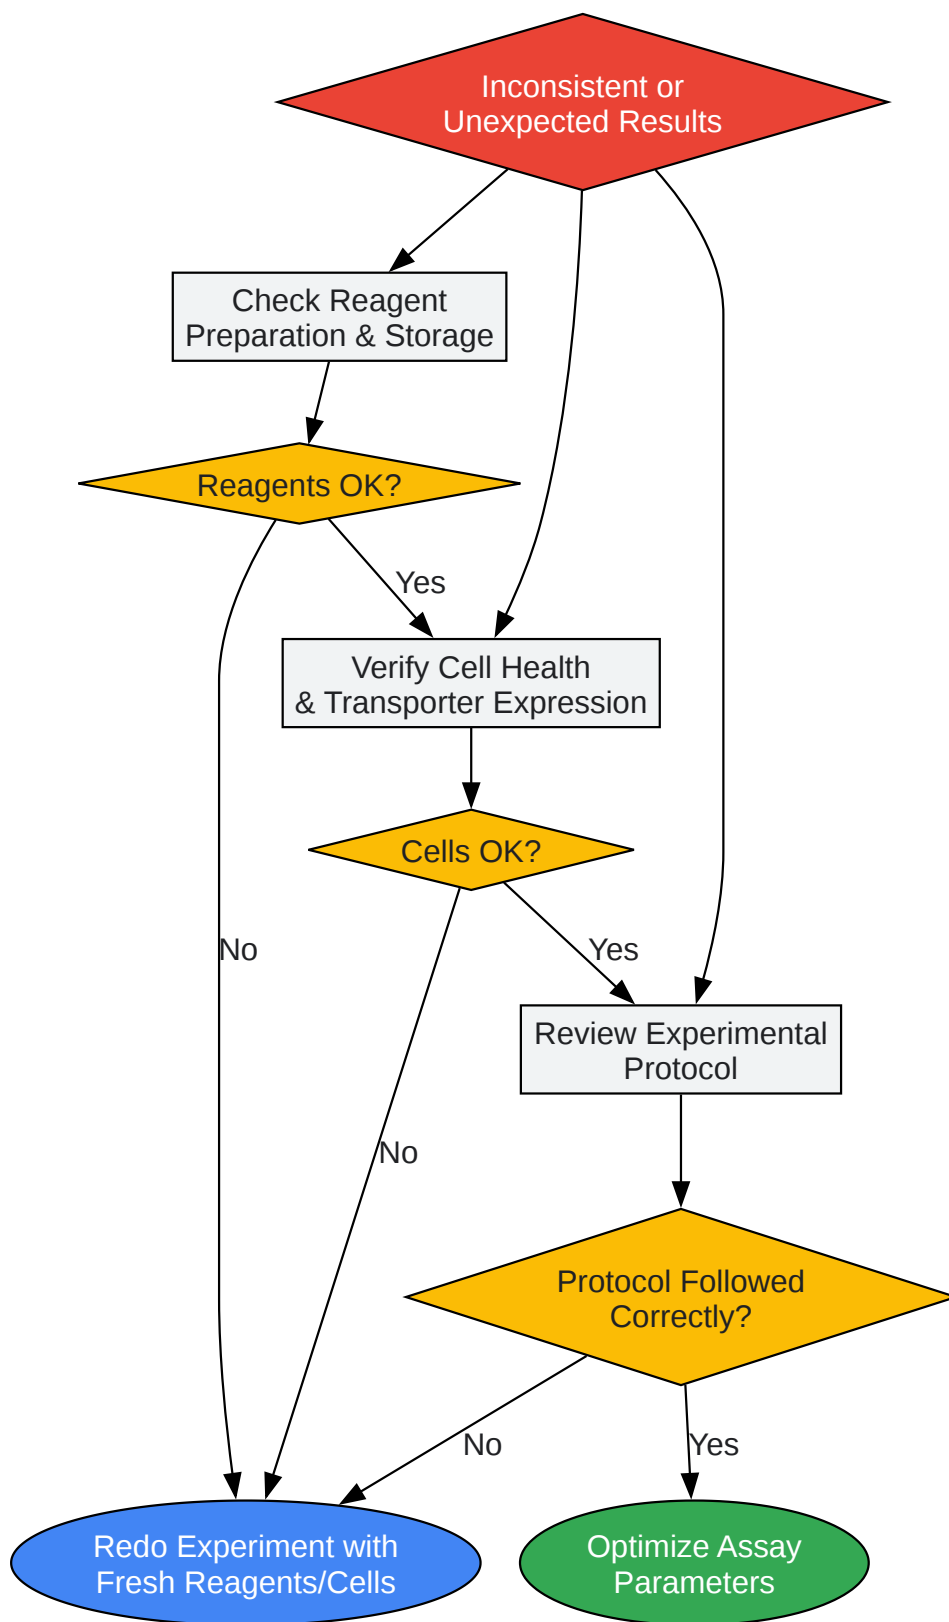 Inconsistent or
Unexpected Results
Check Reagent
Preparation & Storage
Reagents OK?
Yes
Verify Cell Health
& Transporter Expression
Cells OK?
No
Yes
Review Experimental
Protocol
No
Protocol Followed
Correctly?
No
Yes
Redo Experiment with
Fresh Reagents/Cells
Optimize Assay
Parameters